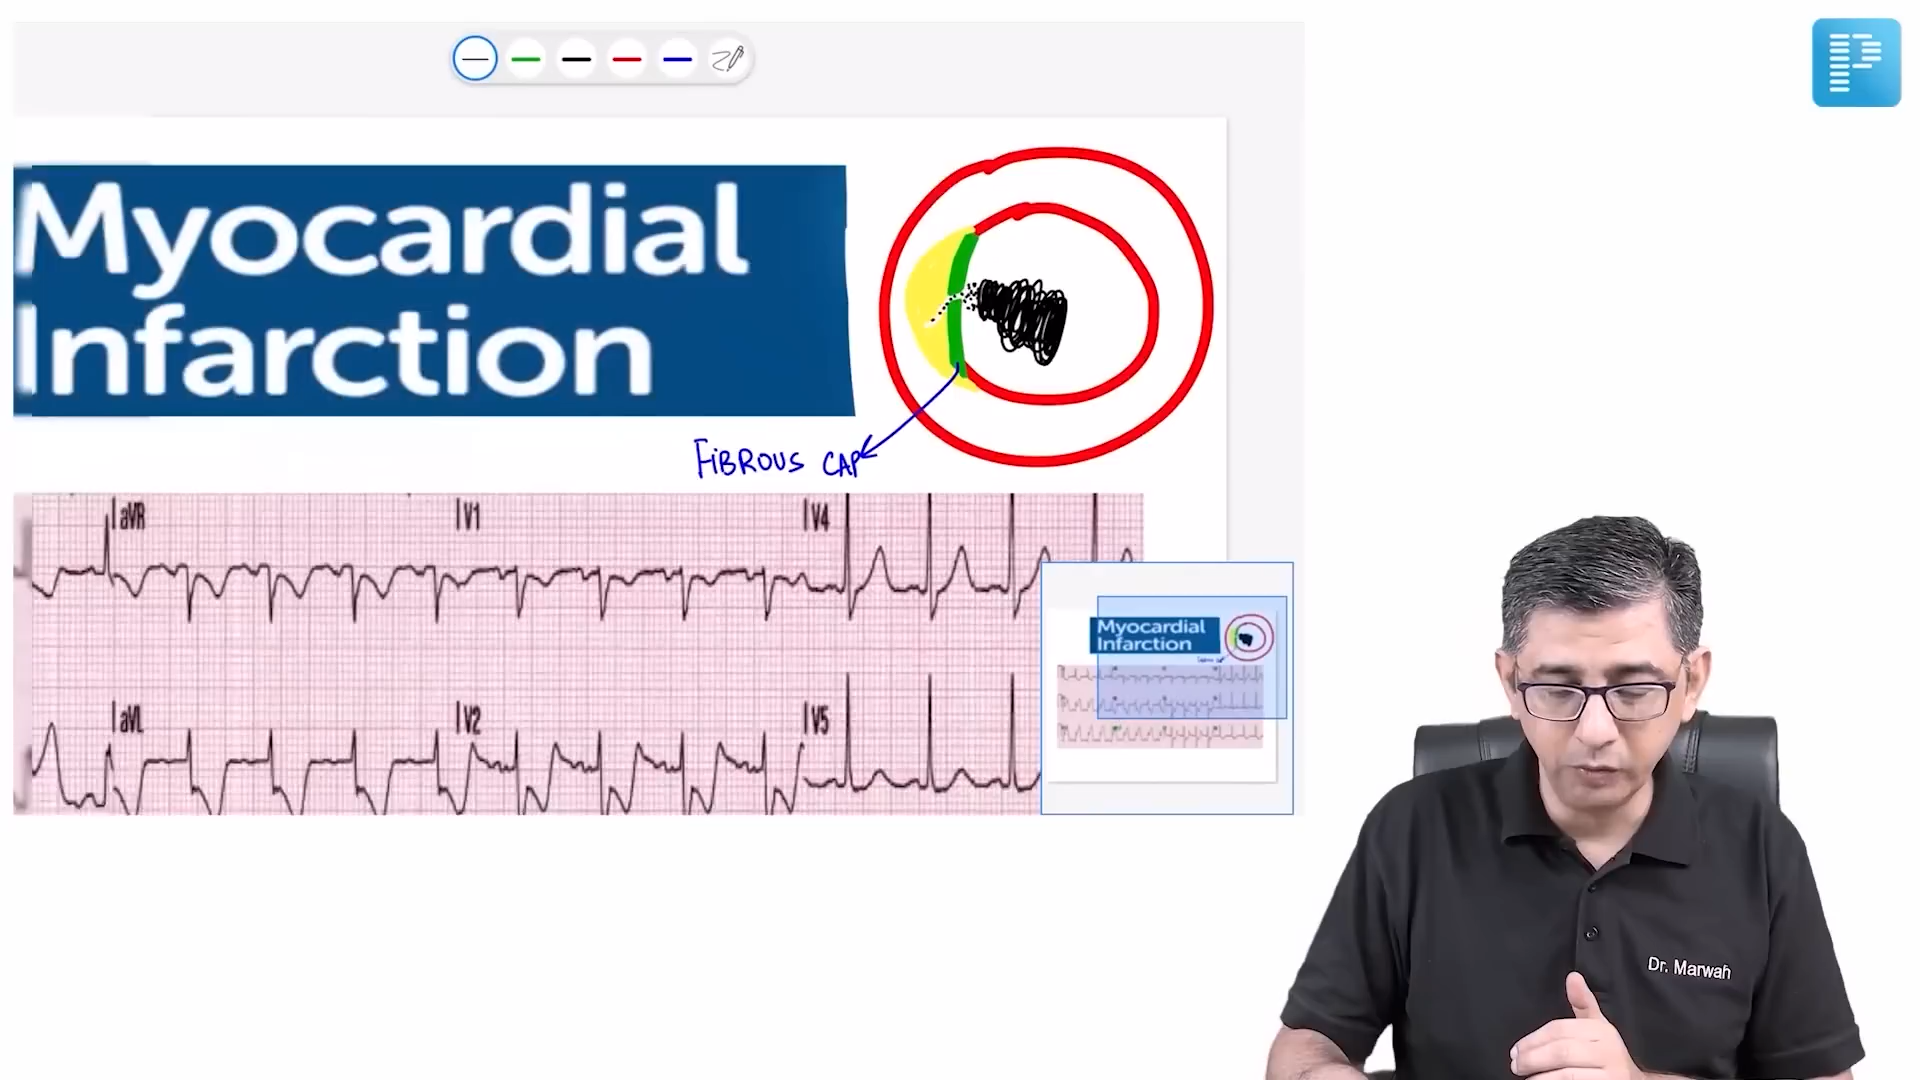 Myocardial
Infarction
FIBROUS CAP
aVR
V1
V4
aVL
V2
V5
Myocardial
Infarction
Dr. Marwah